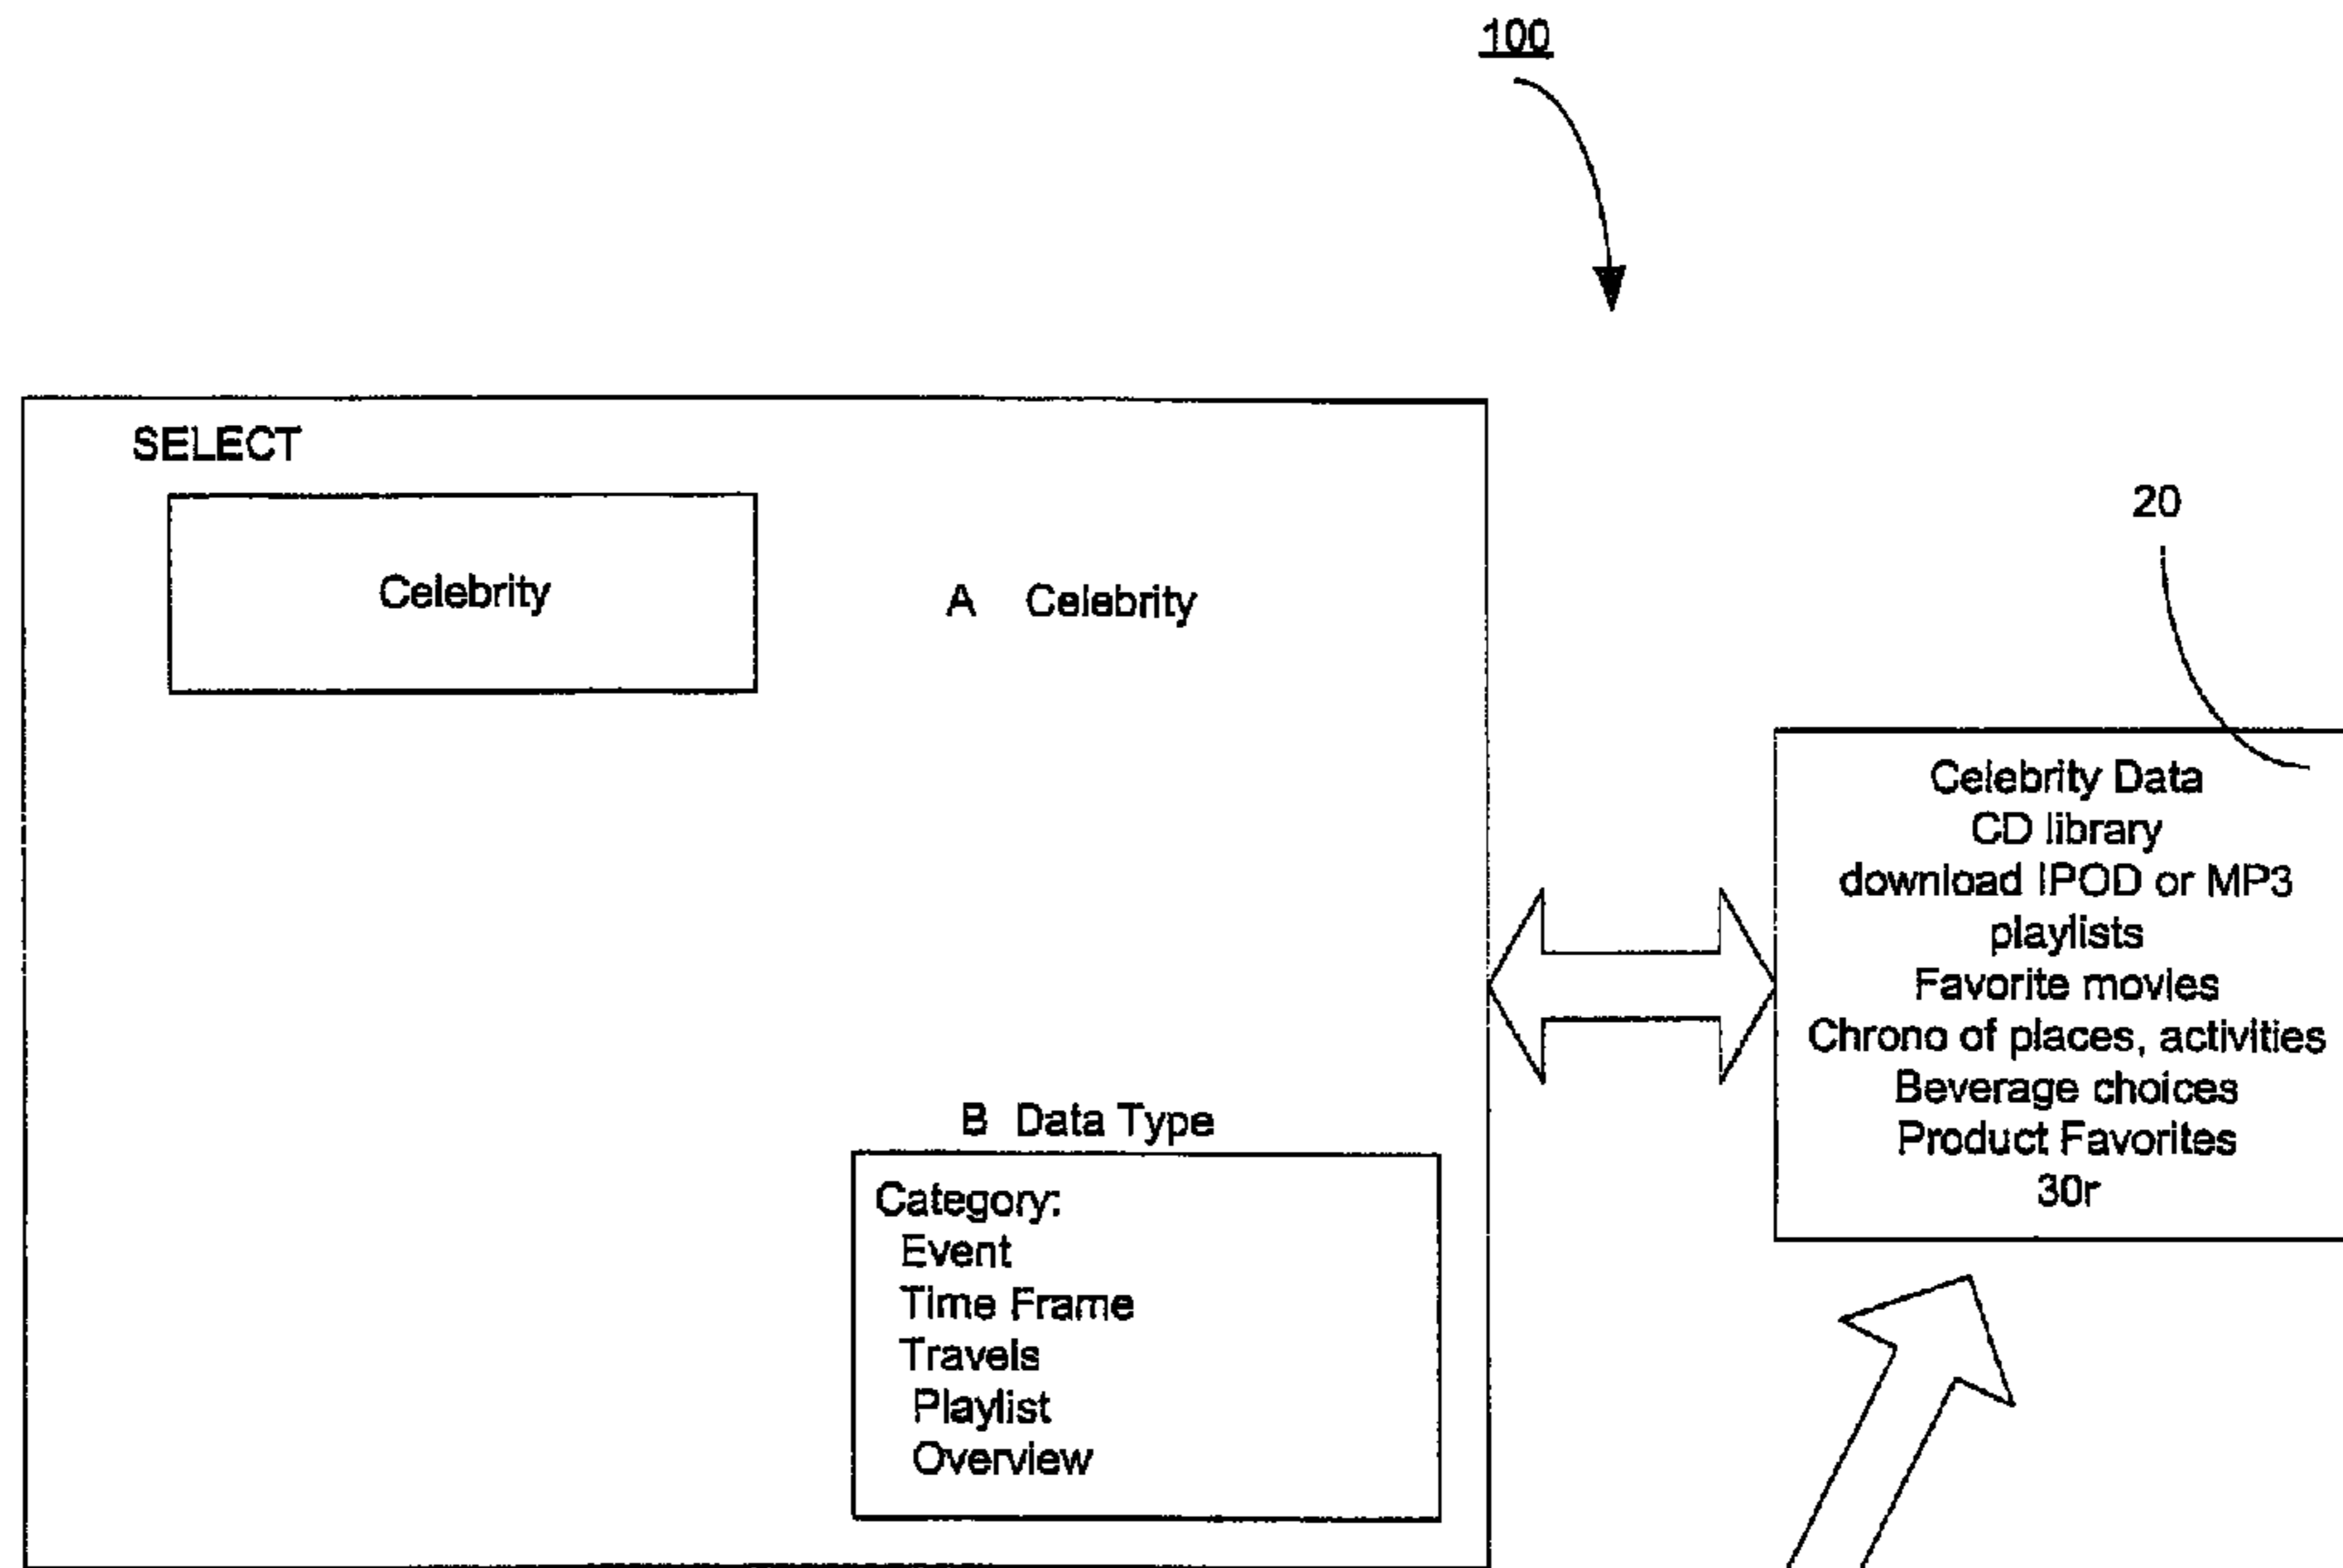 100
SELECT
Celebrity
A Celebrity
20
Celebrity Data
CD library
download IPOD or MP3
playlists
Favorite movies
Chrono of places, activities
Beverage choices
Product Favorites
30r
B Data Type
Category:
Event
Time Frame
Travels
Playlist
Overview